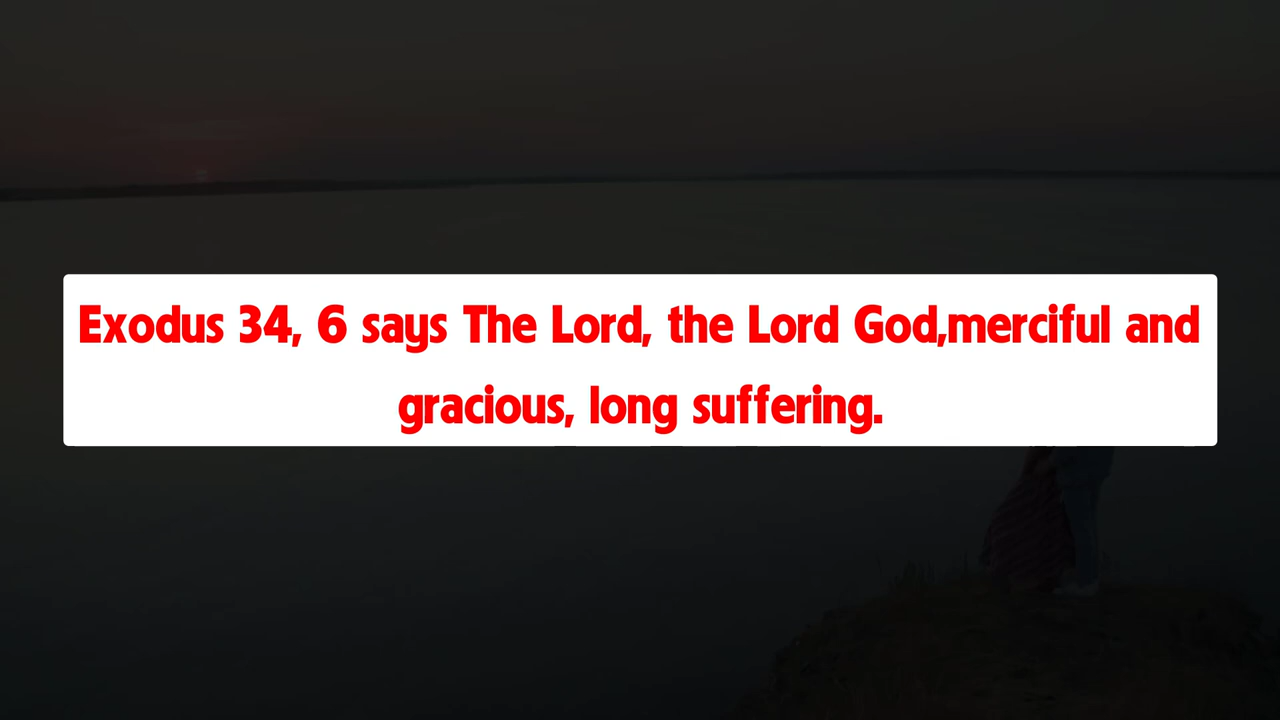 Exodus 34, 6 says The Lord, the Lord God,merciful and
gracious, long suffering.